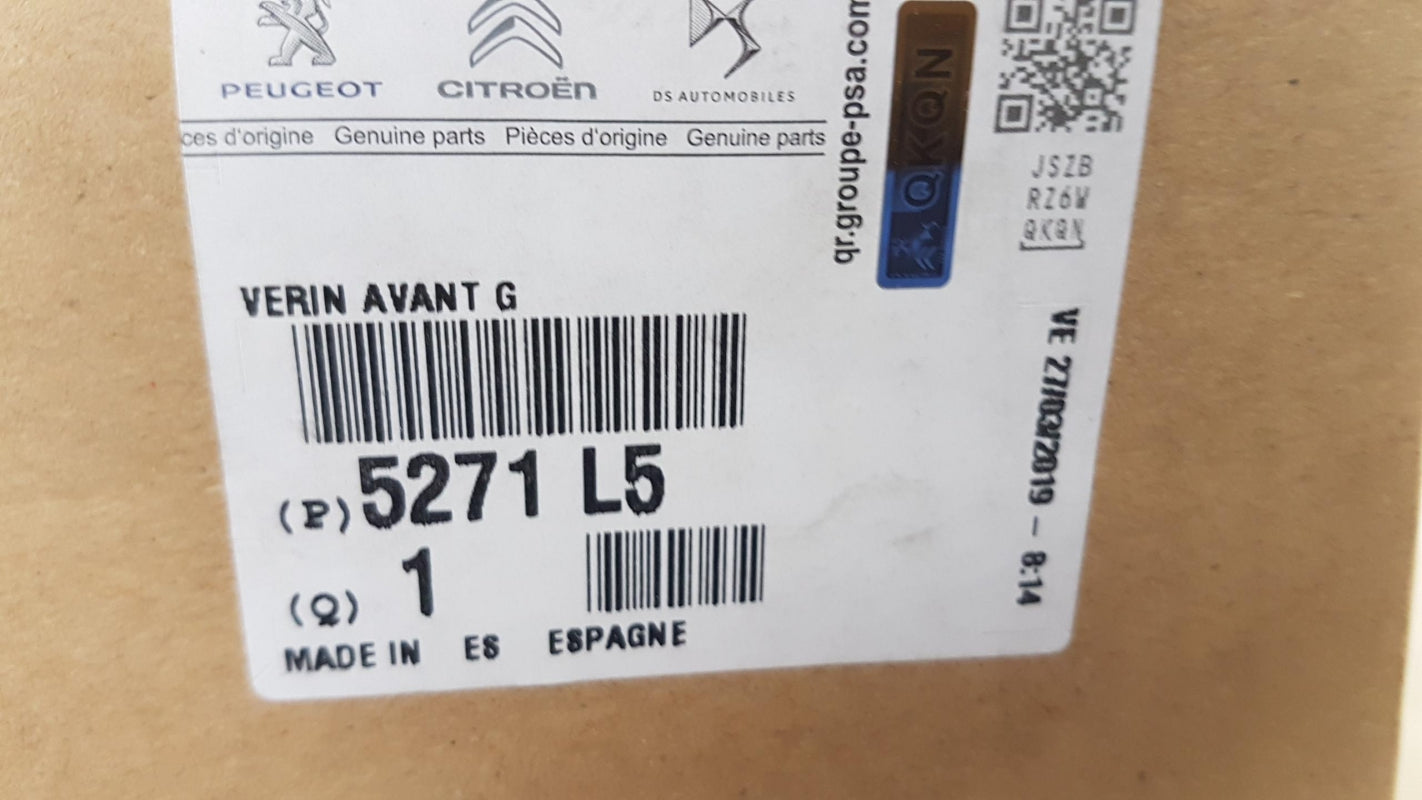 PEUGEOT
CITROËN
DS AUTOMOBILES
ces d'origine Genuine parts Pièces d'origine Genuine parts
qr.groupe-psa.com
QKQN
JSZB
RZ6W
QKQN
VERIN AVANT G
(P) 5271 L5
(Q) 1
MADE IN ES ESPAGNE
VE 27/03/2019 - 8:14